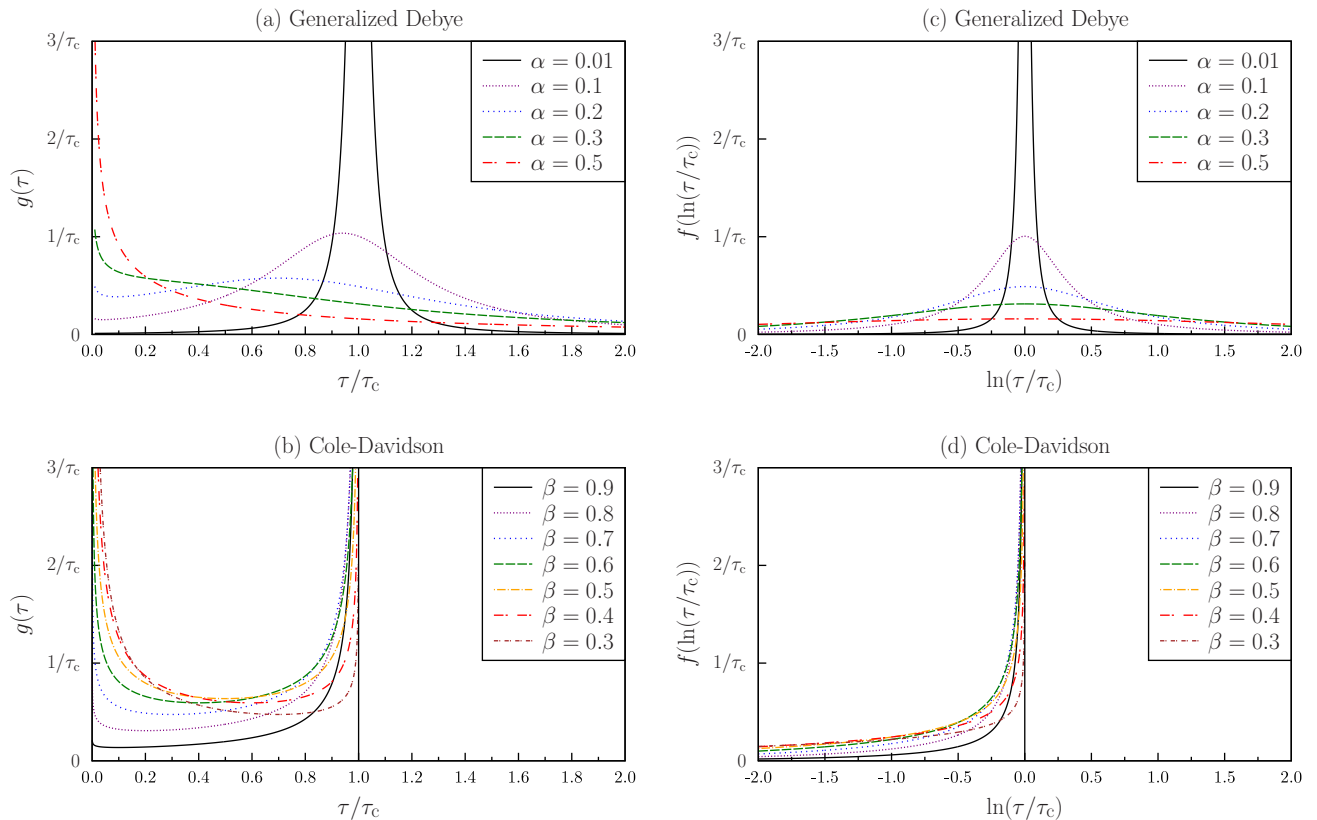 (a) Generalized Debye
3/τc
2/τc
1/τc
0
g(τ)
α = 0.01
α = 0.1
α = 0.2
α = 0.3
α = 0.5
0.0 0.2 0.4 0.6 0.8 1.0 1.2 1.4 1.6 1.8 2.0
τ/τc
(c) Generalized Debye
3/τc
2/τc
1/τc
0
f(ln(τ/τc))
α = 0.01
α = 0.1
α = 0.2
α = 0.3
α = 0.5
-2.0 -1.5 -1.0 -0.5 0.0 0.5 1.0 1.5 2.0
ln(τ/τc)
(b) Cole-Davidson
3/τc
2/τc
1/τc
0
g(τ)
β = 0.9
β = 0.8
β = 0.7
β = 0.6
β = 0.5
β = 0.4
β = 0.3
0.0 0.2 0.4 0.6 0.8 1.0 1.2 1.4 1.6 1.8 2.0
τ/τc
(d) Cole-Davidson
3/τc
2/τc
1/τc
0
f(ln(τ/τc))
β = 0.9
β = 0.8
β = 0.7
β = 0.6
β = 0.5
β = 0.4
β = 0.3
-2.0 -1.5 -1.0 -0.5 0.0 0.5 1.0 1.5 2.0
ln(τ/τc)